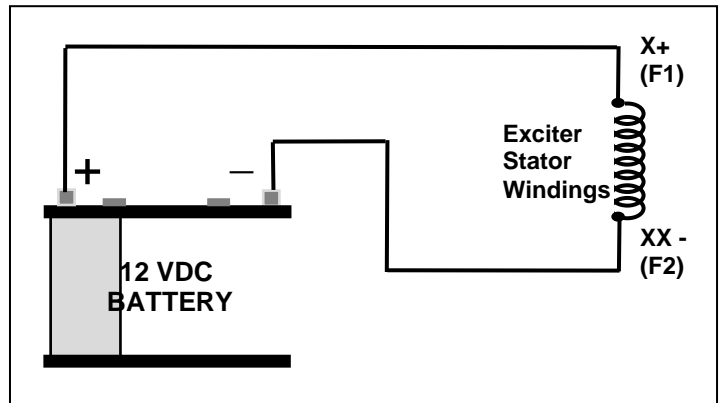 X+
(F1)
Exciter
Stator
Windings
XX -
(F2)
+
–
12 VDC
BATTERY